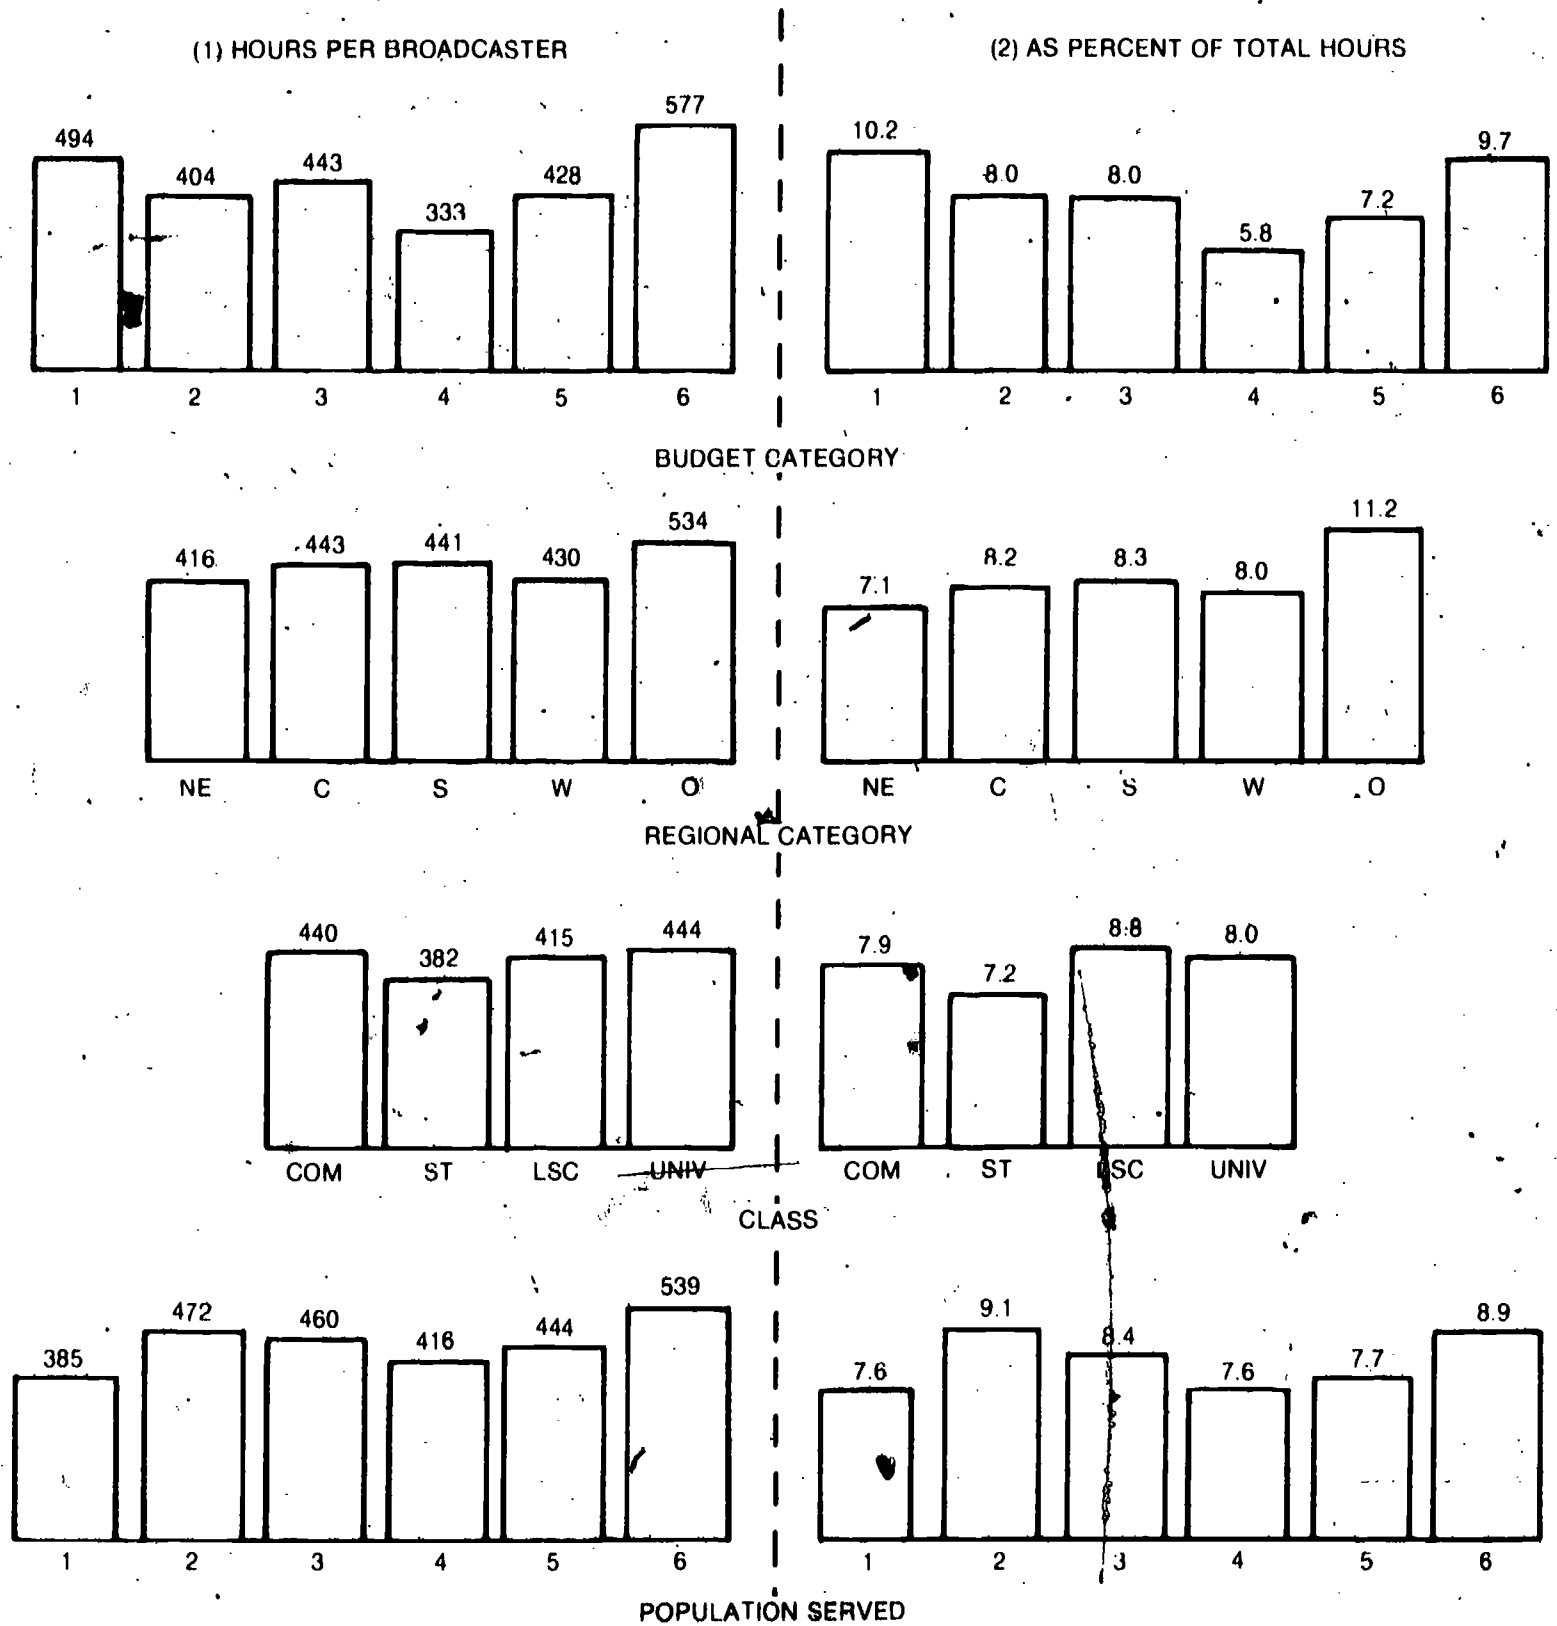 (1) HOURS PER BROADCASTER
(2) AS PERCENT OF TOTAL HOURS
494 404 443 333 428 577
10.2 8.0 8.0 5.8 7.2 9.7
1 2 3 4 5 6
1 2 3 4 5 6
BUDGET CATEGORY
416 443 441 430 534
7.1 8.2 8.3 8.0 11.2
NE C S W O
NE C S W O
REGIONAL CATEGORY
440 382 415 444
7.9 7.2 8.8 8.0
COM ST LSC UNIV
COM ST LSC UNIV
CLASS
385 472 460 416 444 539
7.6 9.1 8.4 7.6 7.7 8.9
1 2 3 4 5 6
1 2 3 4 5 6
POPULATION SERVED